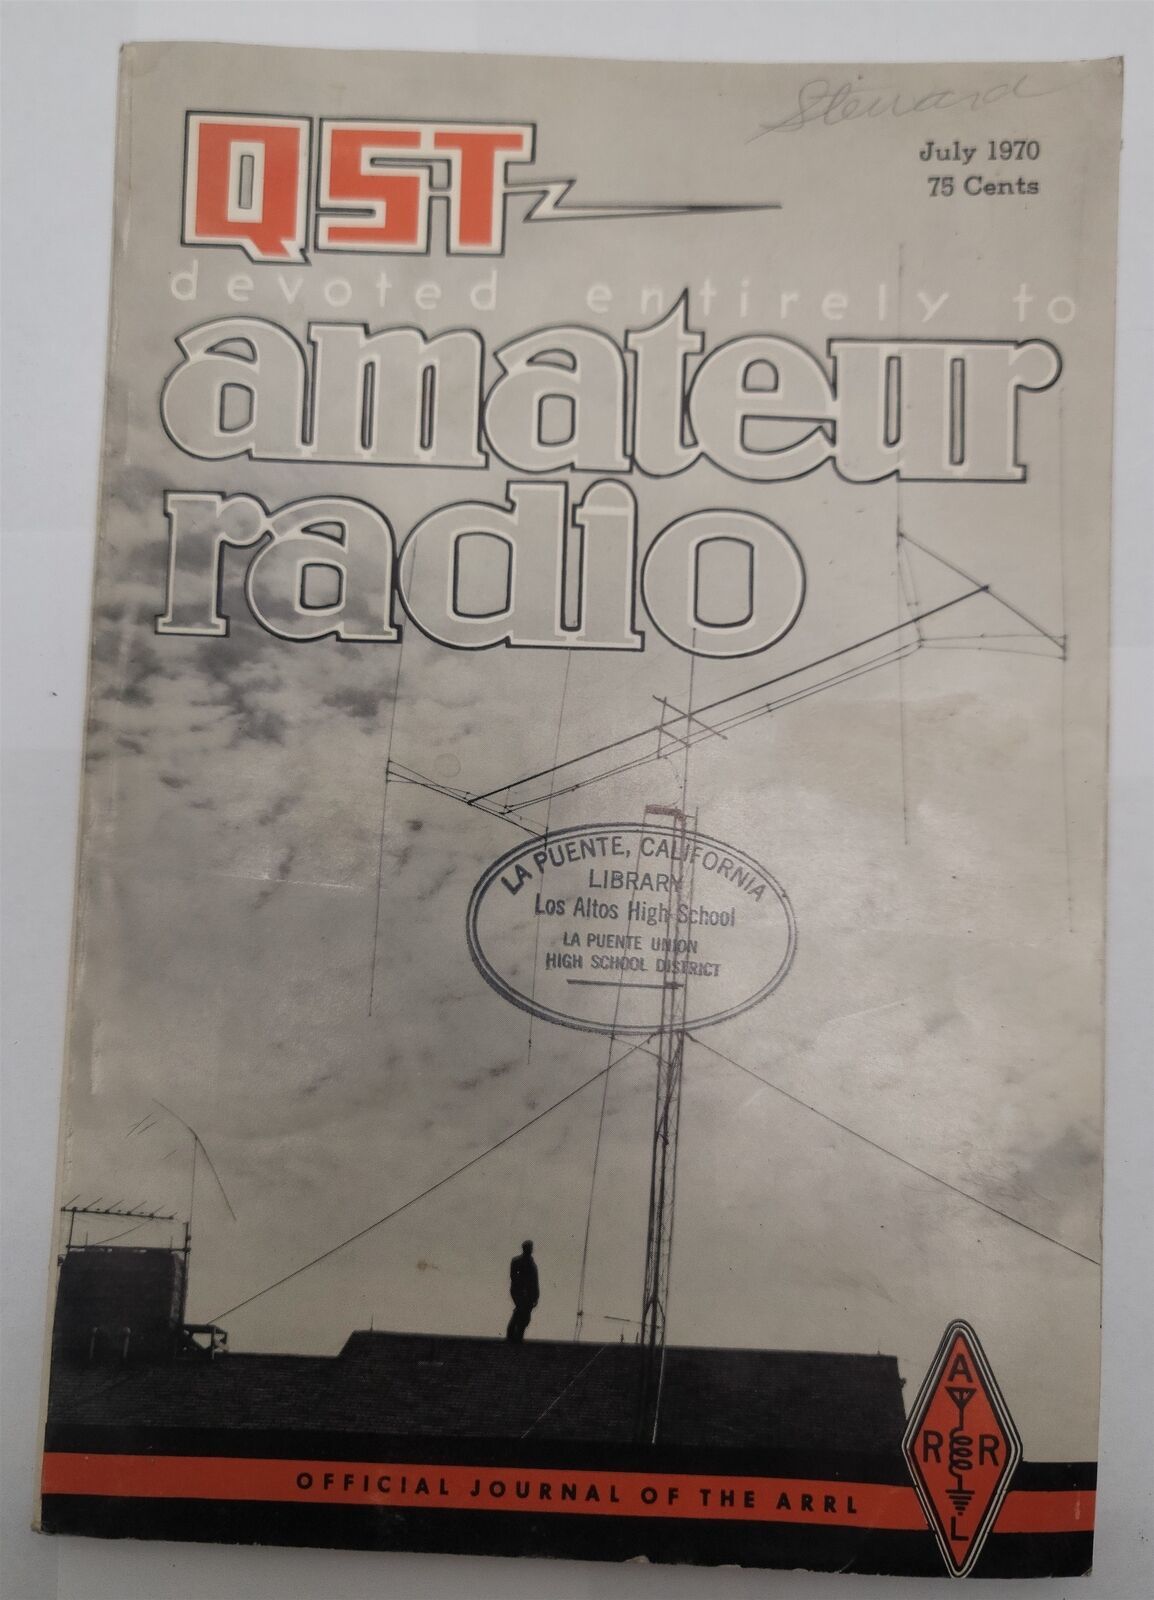 Steward
July 1970
75 Cents
QST
devoted entirely to
amateur
radio
LA PUENTE, CALIFORNIA
LIBRARY
Los Altos High School
LA PUENTE UNION
HIGH SCHOOL DISTRICT
A
R R
L
OFFICIAL JOURNAL OF THE ARRL